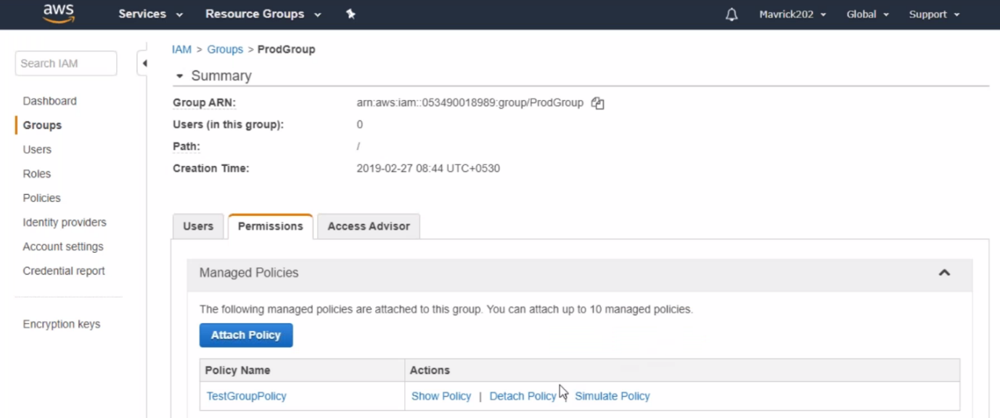 aws Services Resource Groups Mavrick202 Global Support
Search IAM
Dashboard
Groups
Users
Roles
Policies
Identity providers
Account settings
Credential report
Encryption keys
IAM > Groups > ProdGroup
Summary
Group ARN: arn:aws:iam::053490018989:group/ProdGroup
Users (in this group): 0
Path: /
Creation Time: 2019-02-27 08:44 UTC+0530
Users Permissions Access Advisor
Managed Policies
The following managed policies are attached to this group. You can attach up to 10 managed policies.
Attach Policy
Policy Name Actions
TestGroupPolicy Show Policy | Detach Policy | Simulate Policy